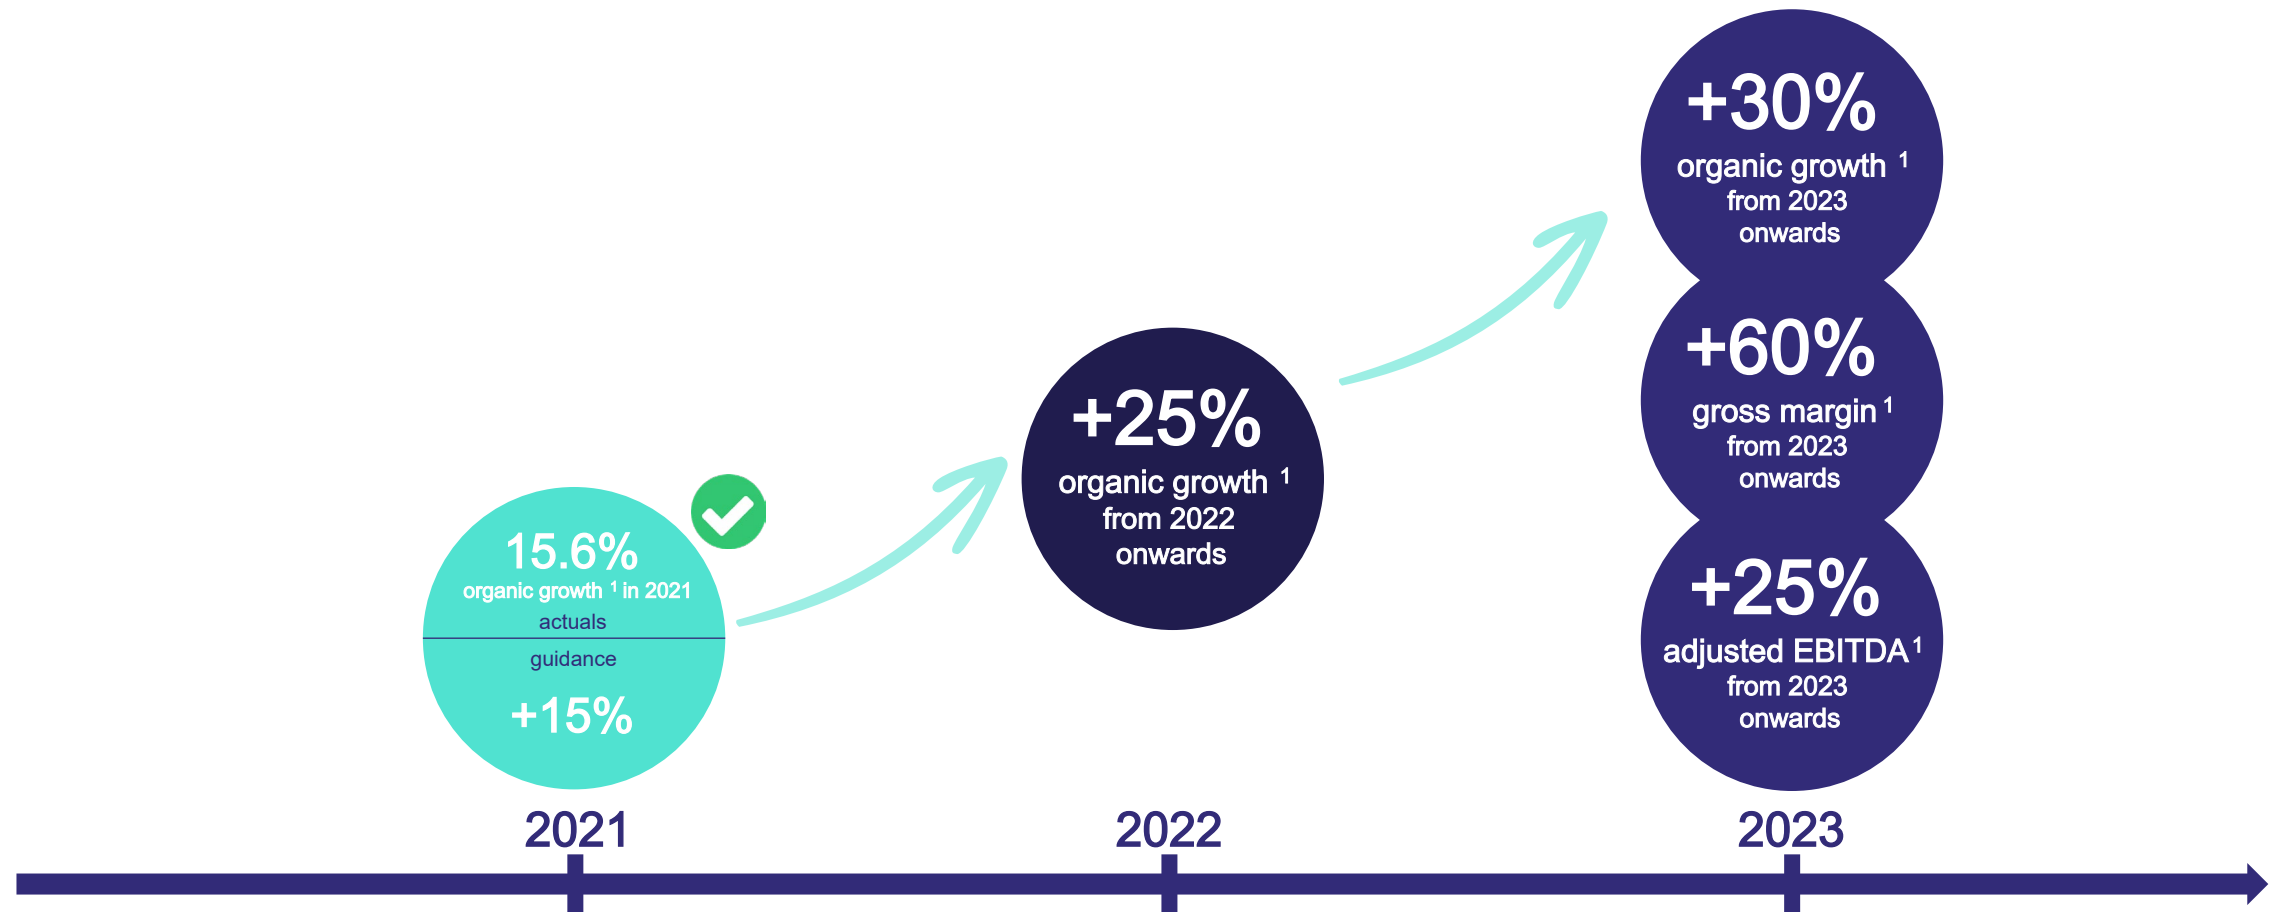 15.6%
organic growth 1 in 2021
actuals
guidance
+15%
+25%
organic growth 1
from 2022
onwards
+30%
organic growth 1
from 2023
onwards
+60%
gross margin 1
from 2023
onwards
+25%
adjusted EBITDA 1
from 2023
onwards
2021
2022
2023